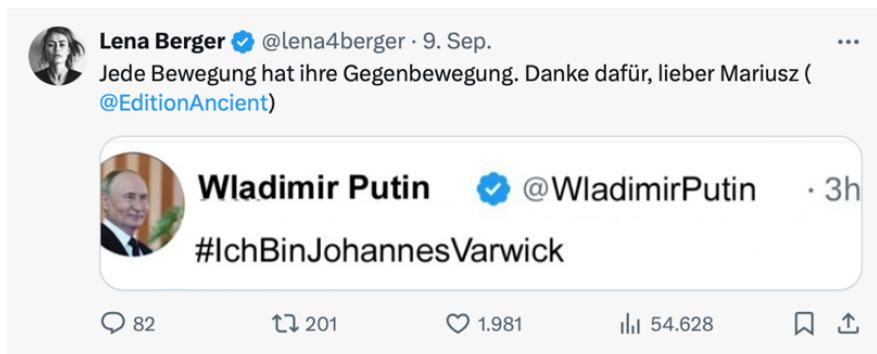 Lena Berger @lena4berger · 9. Sep.
Jede Bewegung hat ihre Gegenbewegung. Danke dafür, lieber Mariusz (
@EditionAncient)
Wladimir Putin @WladimirPutin · 3h
#IchBinJohannesVarwick
82 201 1.981 54.628